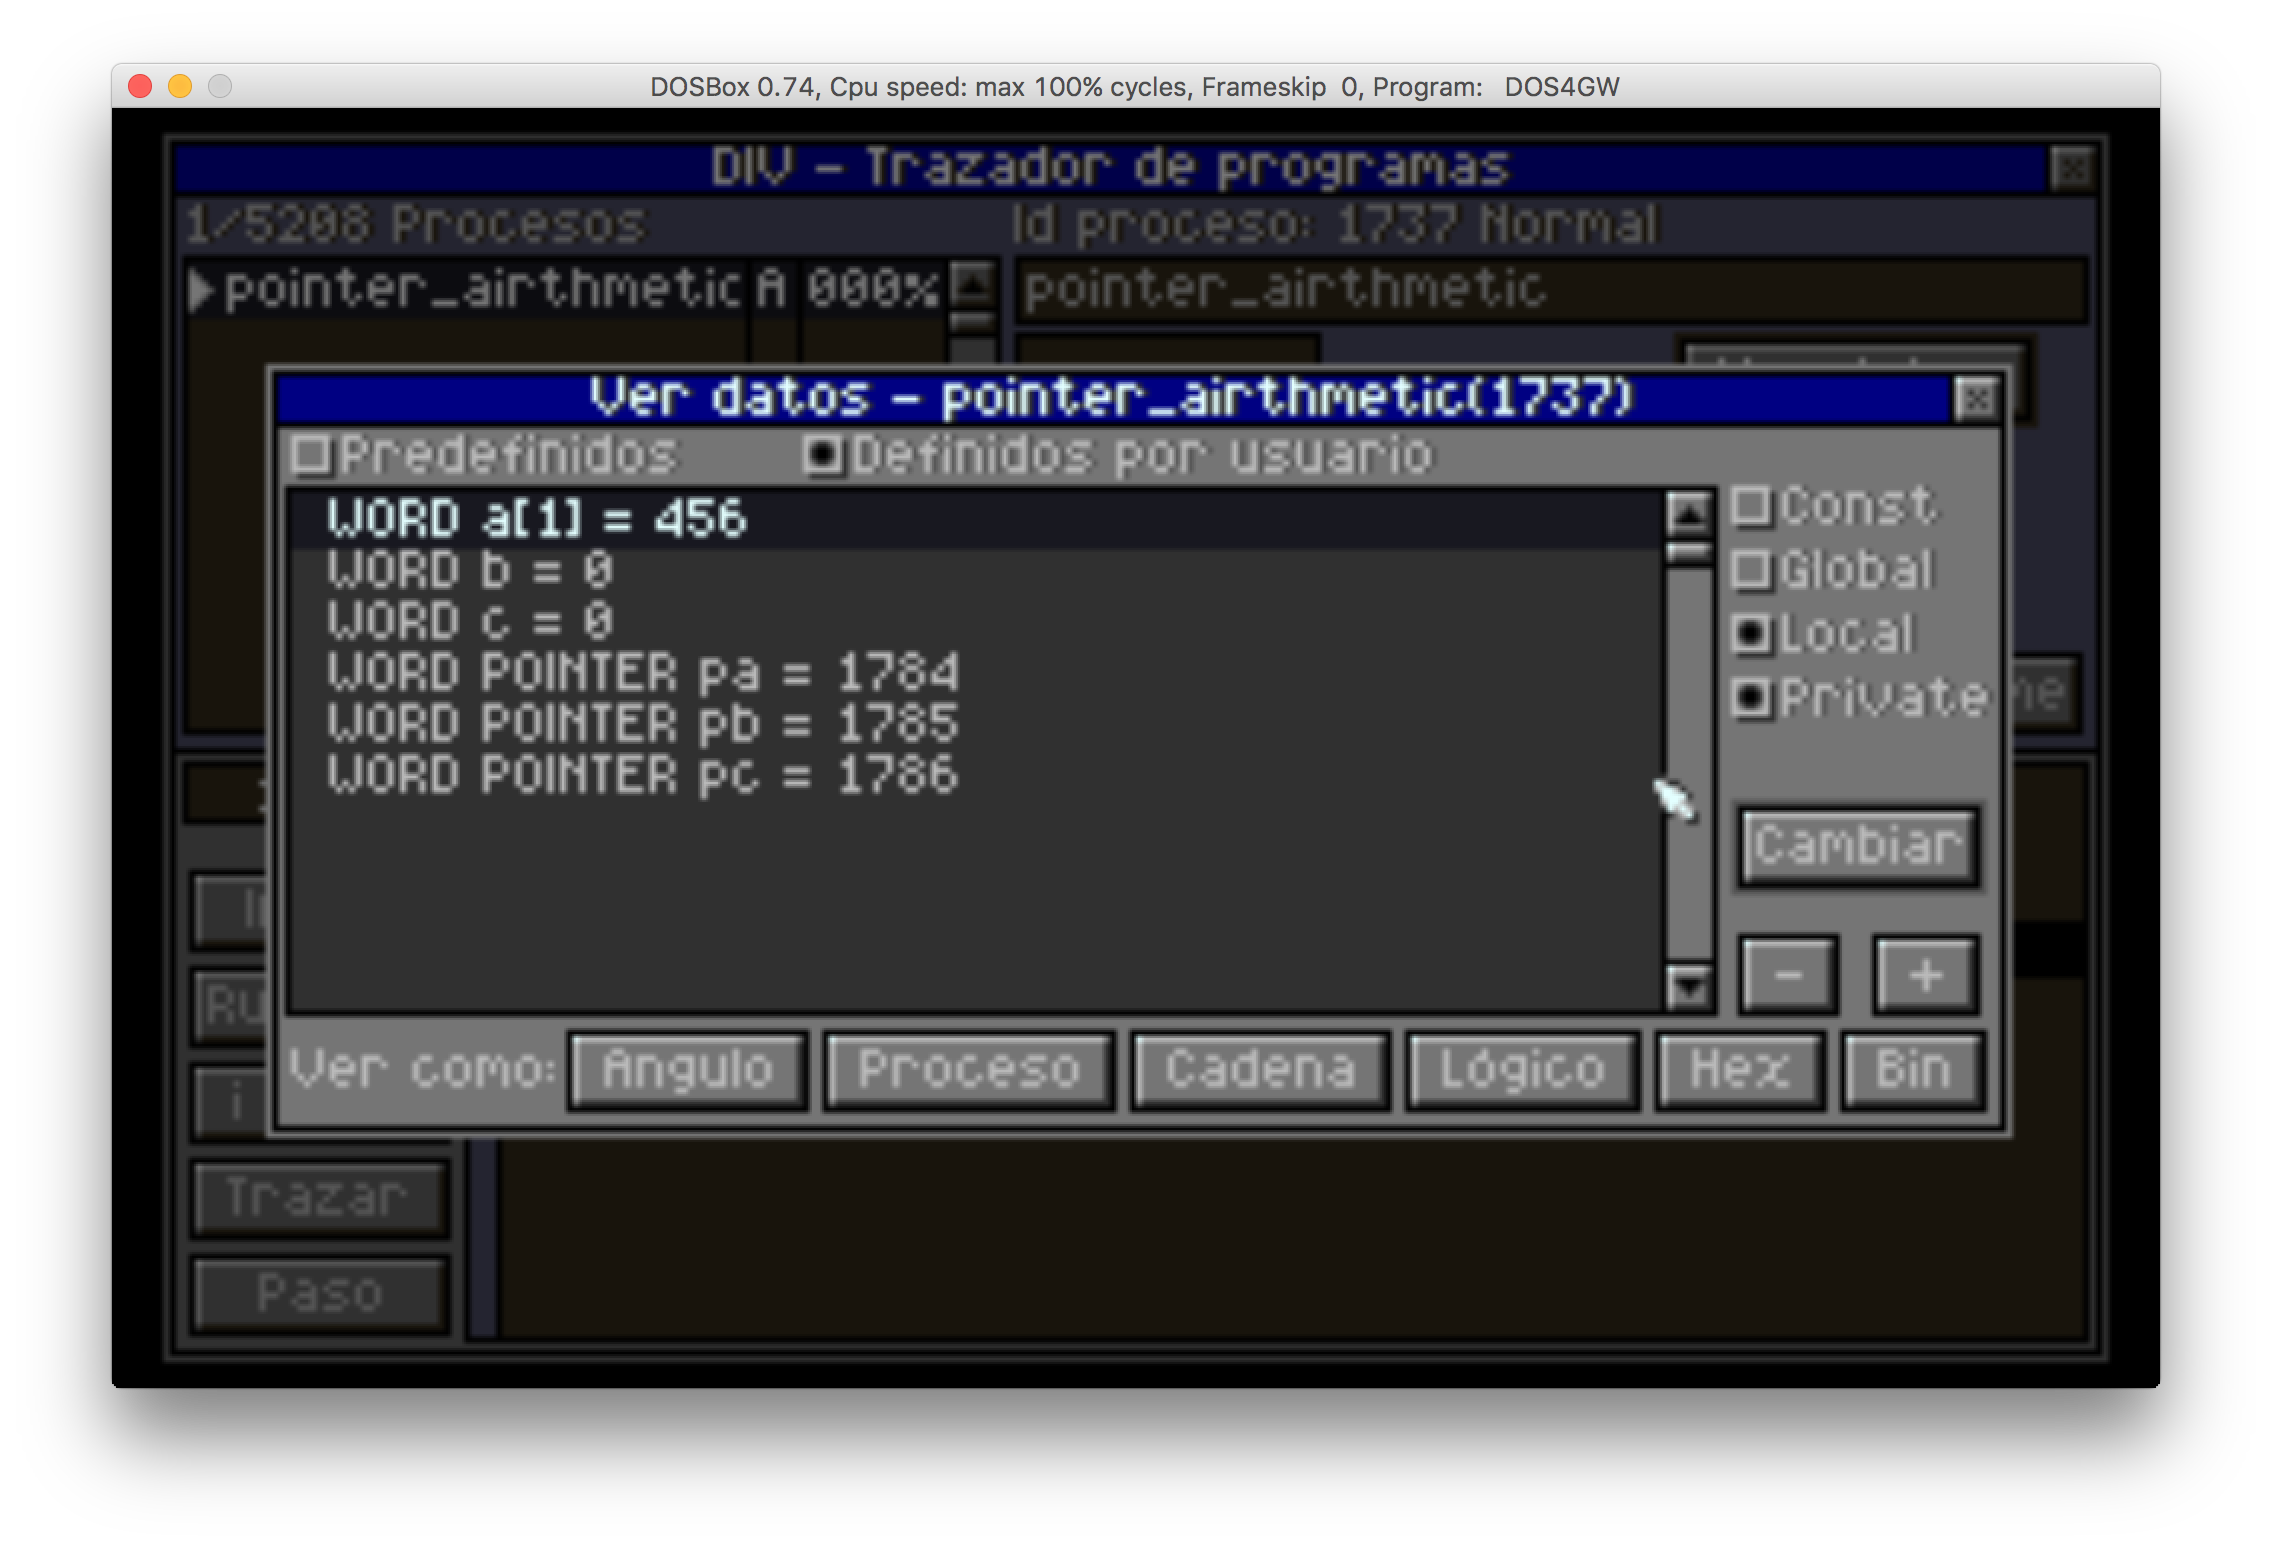 DOSBox 0.74, Cpu speed: max 100% cycles, Frameskip 0, Program: DOS4GW
DIV - Trazador de programas
1/5208 Procesos
Id proceso: 1737 Normal
pointer_airthmetic A 000%
pointer_airthmetic
Ver datos - pointer_airthmetic(1737)
Predefinidos
Definidos por usuario
WORD a[1] = 456
WORD b = 0
WORD c = 0
WORD POINTER pa = 1784
WORD POINTER pb = 1785
WORD POINTER pc = 1786
Const
Global
Local
Private
Cambiar
- +
Ver como: Angulo Proceso Cadena Lógico Hex Bin
Trazar
Paso